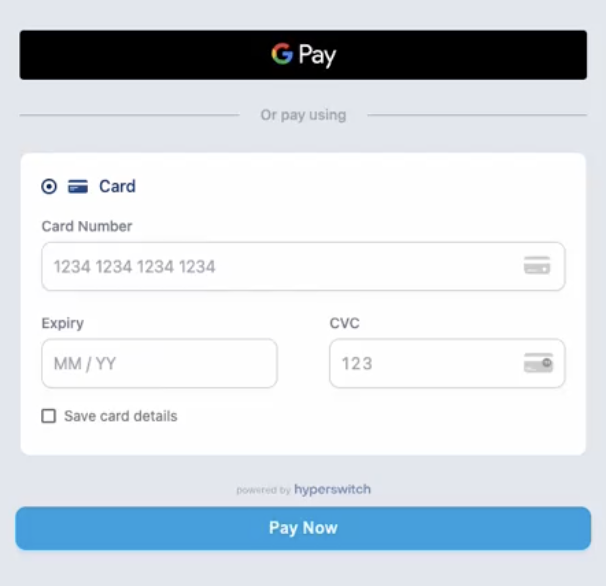 G Pay
Or pay using
Card
Card Number
1234 1234 1234 1234
Expiry
CVC
MM / YY
123
Save card details
powered by hyperswitch
Pay Now